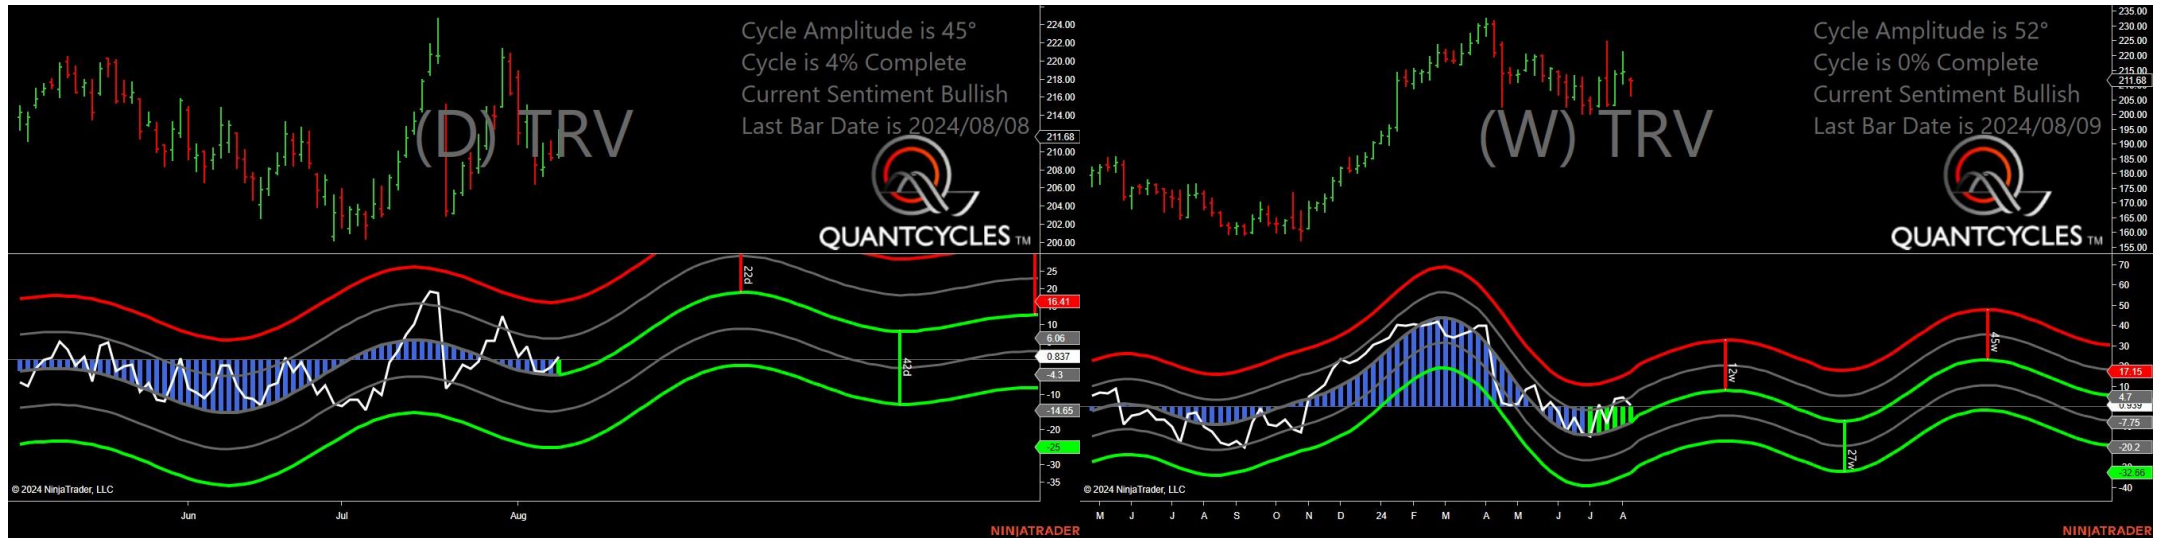 Cycle Amplitude is 45°
Cycle is 4% Complete
Current Sentiment Bullish
Last Bar Date is 2024/08/08
(D) TRV
QUANTCYCLES TM
224.00
222.00
220.00
218.00
216.00
214.00
211.68
210.00
208.00
206.00
204.00
202.00
200.00
22d
42d
25
20
16.41
10
6.06
0.837
-4.3
-10
-14.65
-20
-25
-30
-35
© 2024 NinjaTrader, LLC
Jun
Jul
Aug
NINJATRADER
Cycle Amplitude is 52°
Cycle is 0% Complete
Current Sentiment Bullish
Last Bar Date is 2024/08/09
(W) TRV
QUANTCYCLES TM
235.00
230.00
225.00
220.00
215.00
211.68
205.00
200.00
195.00
190.00
185.00
180.00
175.00
170.00
165.00
160.00
155.00
12w
27w
45w
70
60
50
40
30
17.15
10
4.7
0.939
-7.75
-20.2
-32.66
-40
© 2024 NinjaTrader, LLC
M J J A S O N D 24 F M A M J J A
NINJATRADER